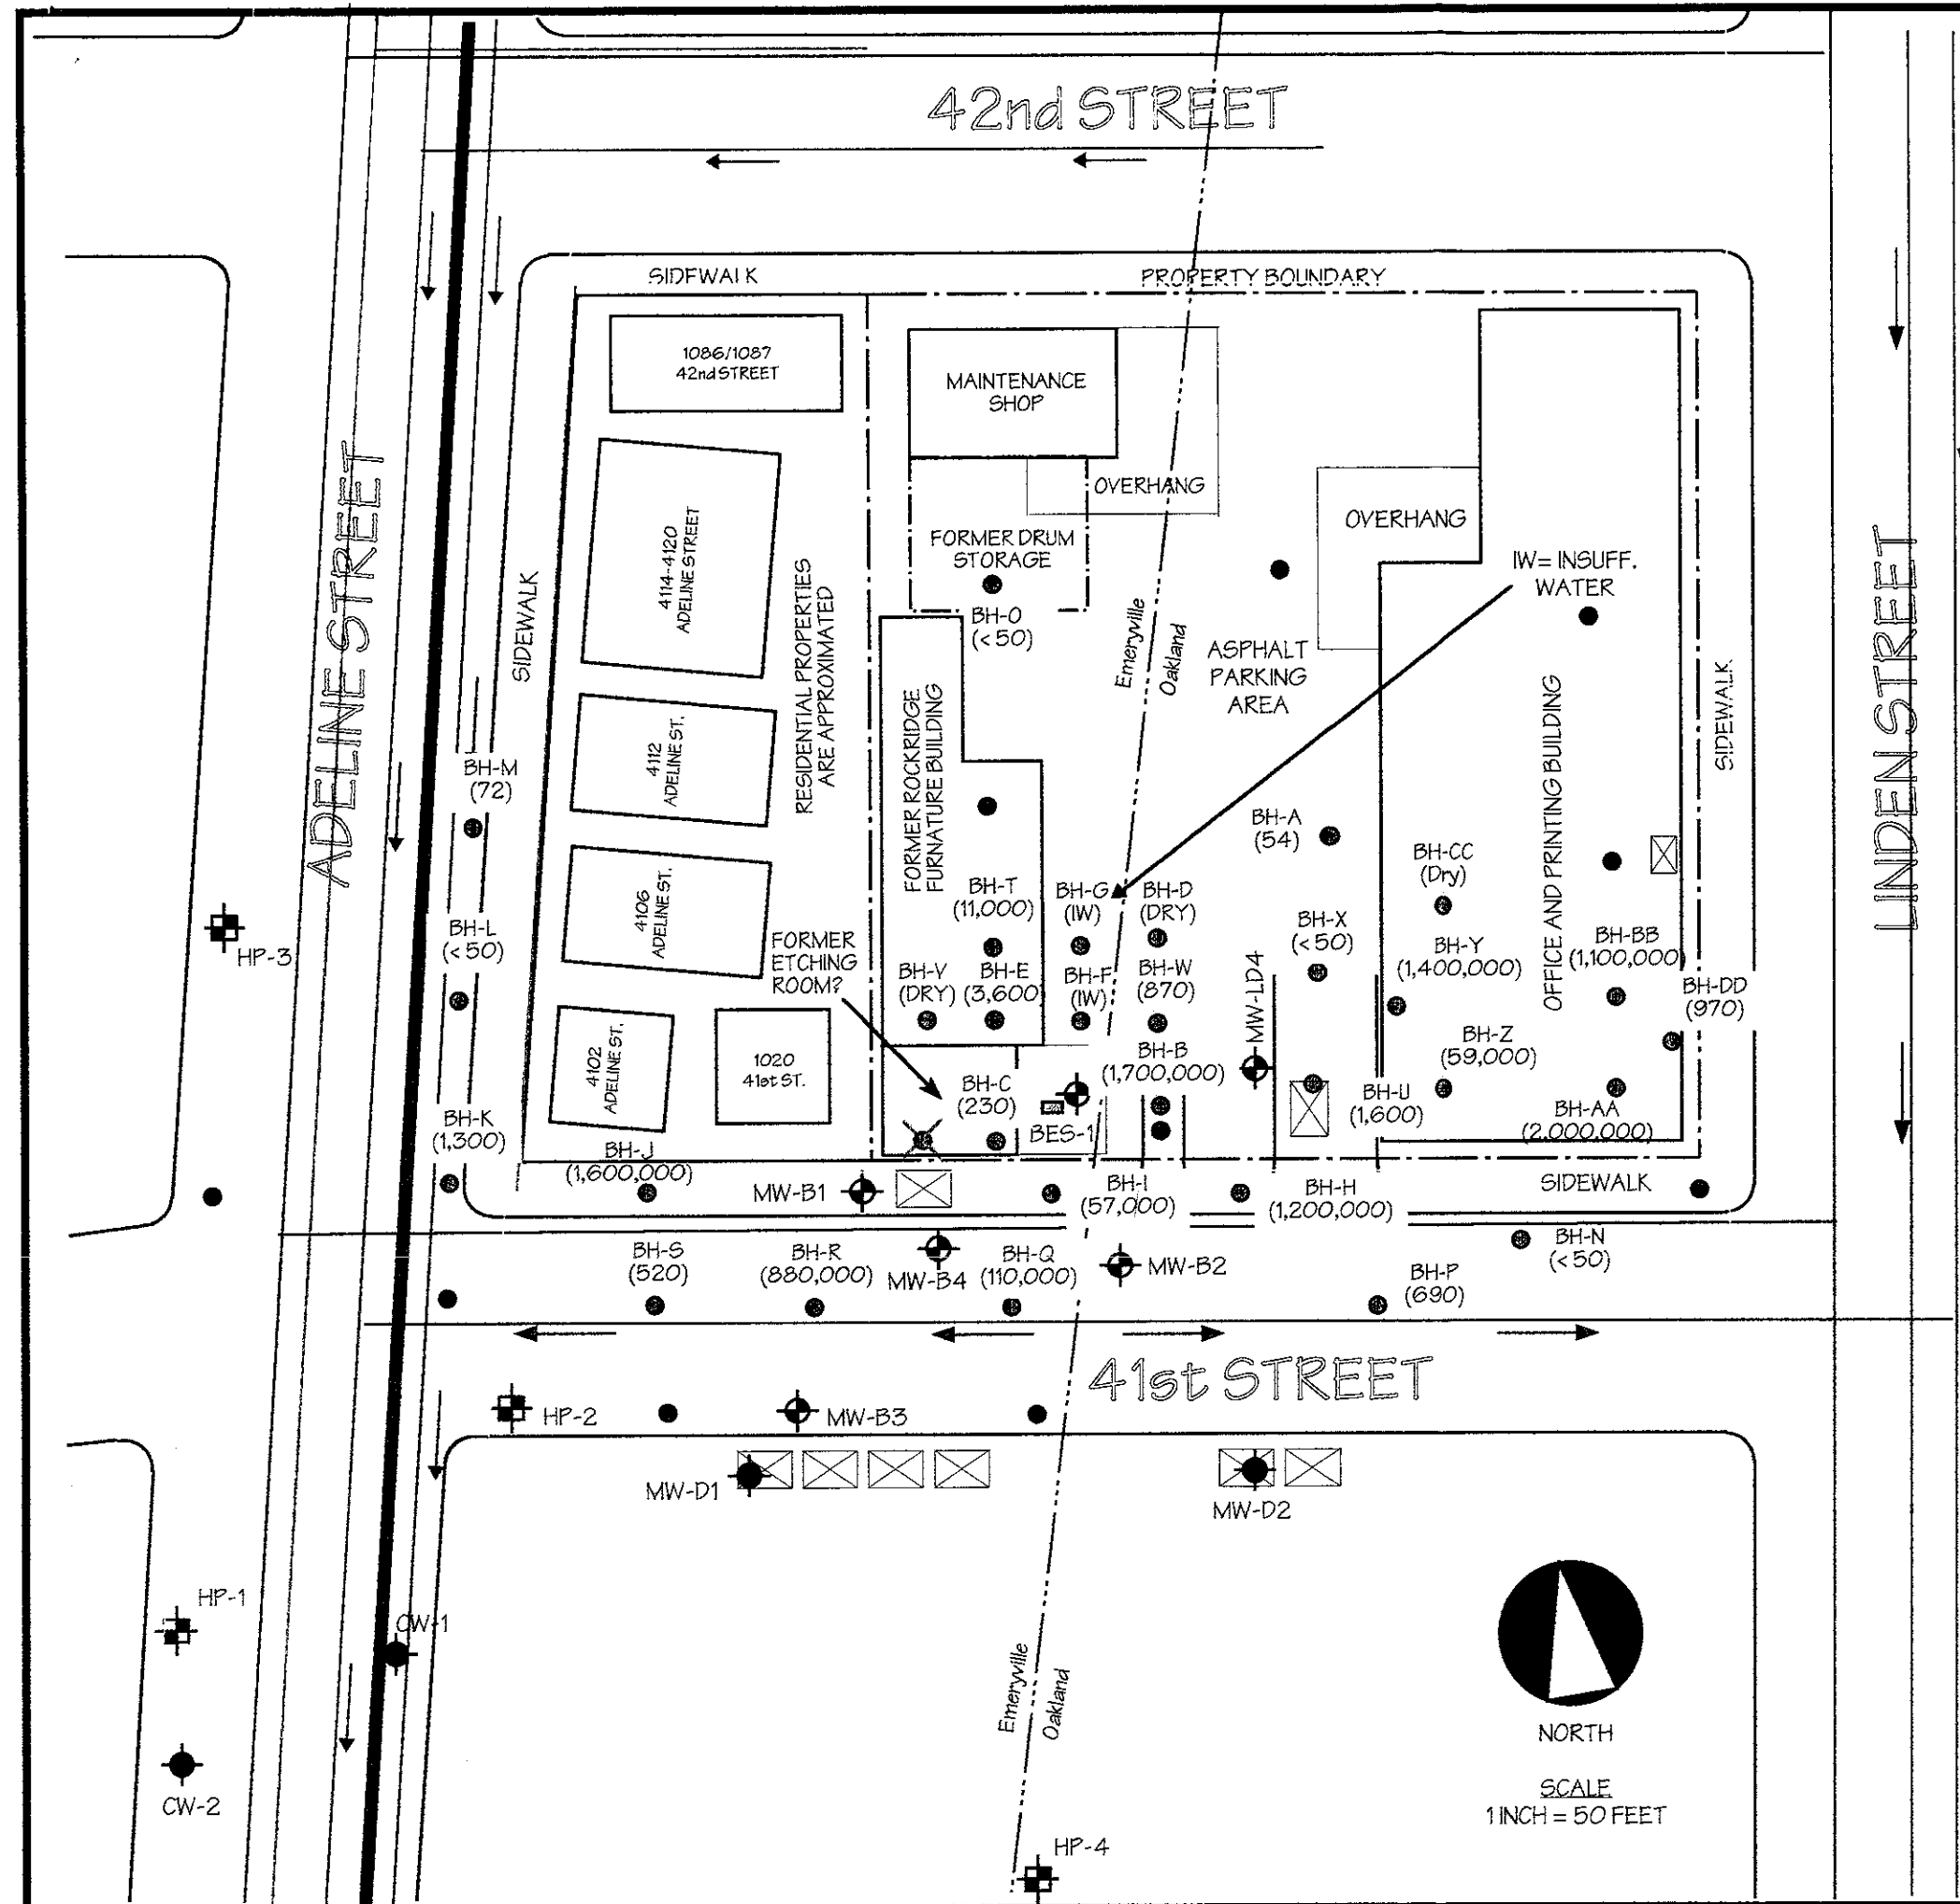 42nd STREET
SIDEWALK
PROPERTY BOUNDARY
1086/1087
42nd STREET
MAINTENANCE
SHOP
OVERHANG
OVERHANG
FORMER DRUM
STORAGE
BH-O
(<50)
IW= INSUFF.
WATER
4114-4120
ADELINE STREET
ADELINE STREET
SIDEWALK
RESIDENTIAL PROPERTIES
ARE APPROXIMATED
Emeryville
Oakland
ASPHALT
PARKING
AREA
LINDEN STREET
SIDEWALK
OFFICE AND PRINTING BUILDING
FORMER ROCKRIDGE
FURNATURE BUILDING
4112
ADELINE ST.
BH-M
(72)
BH-A
(54)
BH-CC
(Dry)
4106
ADELINE ST.
BH-T
(11,000)
BH-G
(IW)
BH-D
(DRY)
BH-L
(<50)
HP-3
FORMER
ETCHING
ROOM?
BH-X
(<50)
BH-Y
(1,400,000)
BH-BB
(1,100,000)
BH-V
(DRY)
BH-E
(3,600)
BH-F
(IW)
BH-W
(870)
MW-LD4
BH-DD
(970)
4102
ADELINE ST.
1020
41st ST.
BH-Z
(59,000)
BH-B
(1,700,000)
BH-C
(230)
BES-1
BH-U
(1,600)
BH-AA
(2,000,000)
BH-K
(1,300)
BH-J
(1,600,000)
MW-B1
BH-I
(57,000)
BH-H
(1,200,000)
SIDEWALK
BH-S
(520)
BH-R
(880,000)
MW-B4
BH-Q
(110,000)
MW-B2
BH-P
(690)
BH-N
(<50)
41st STREET
HP-2
MW-B3
MW-D1
MW-D2
HP-1
CW-1
CW-2
Emeryville
Oakland
NORTH
SCALE
1 INCH = 50 FEET
HP-4